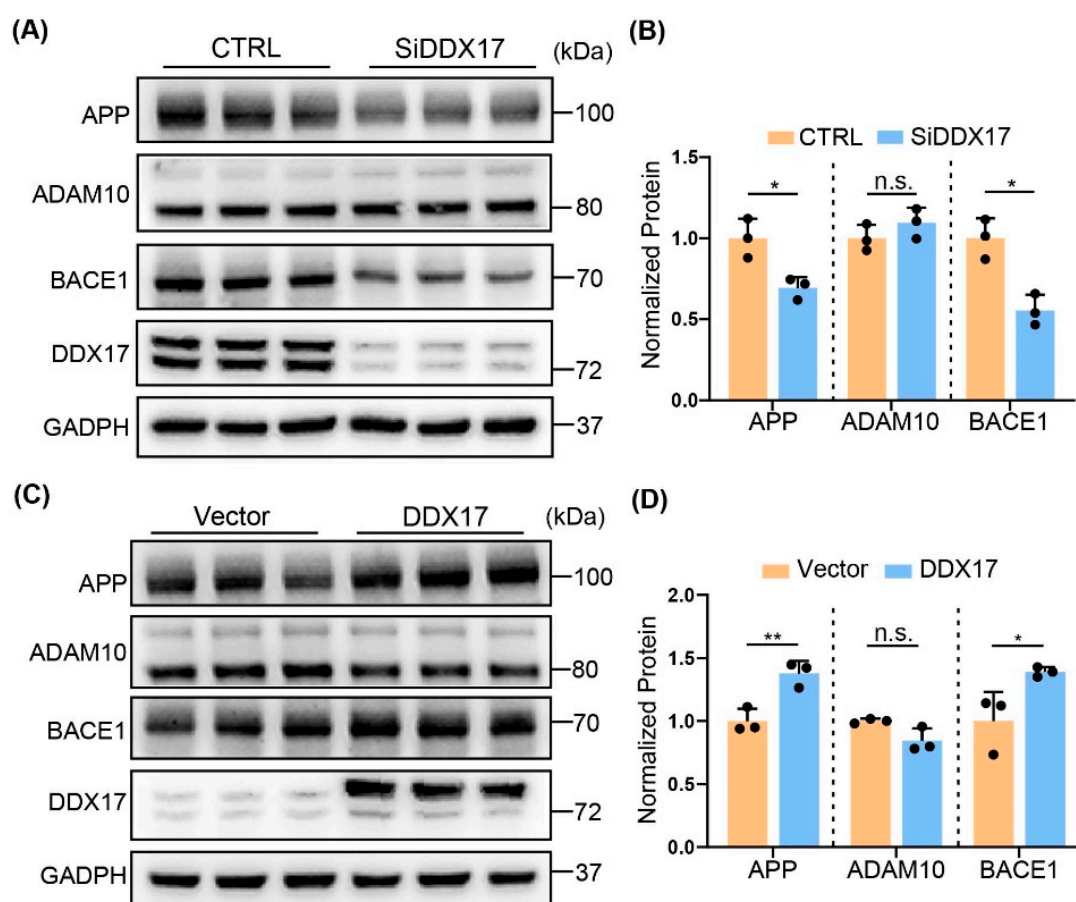 (A)
CTRL SiDDX17 (kDa)
APP 100
ADAM10 80
BACE1 70
DDX17 72
GADPH 37
(B)
CTRL SiDDX17
Normalized Protein
1.5
1.0
0.5
0.0
* n.s. *
APP ADAM10 BACE1
(C)
Vector DDX17 (kDa)
APP 100
ADAM10 80
BACE1 70
DDX17 72
GADPH 37
(D)
Vector DDX17
Normalized Protein
2.0
1.5
1.0
0.5
0.0
** n.s. *
APP ADAM10 BACE1